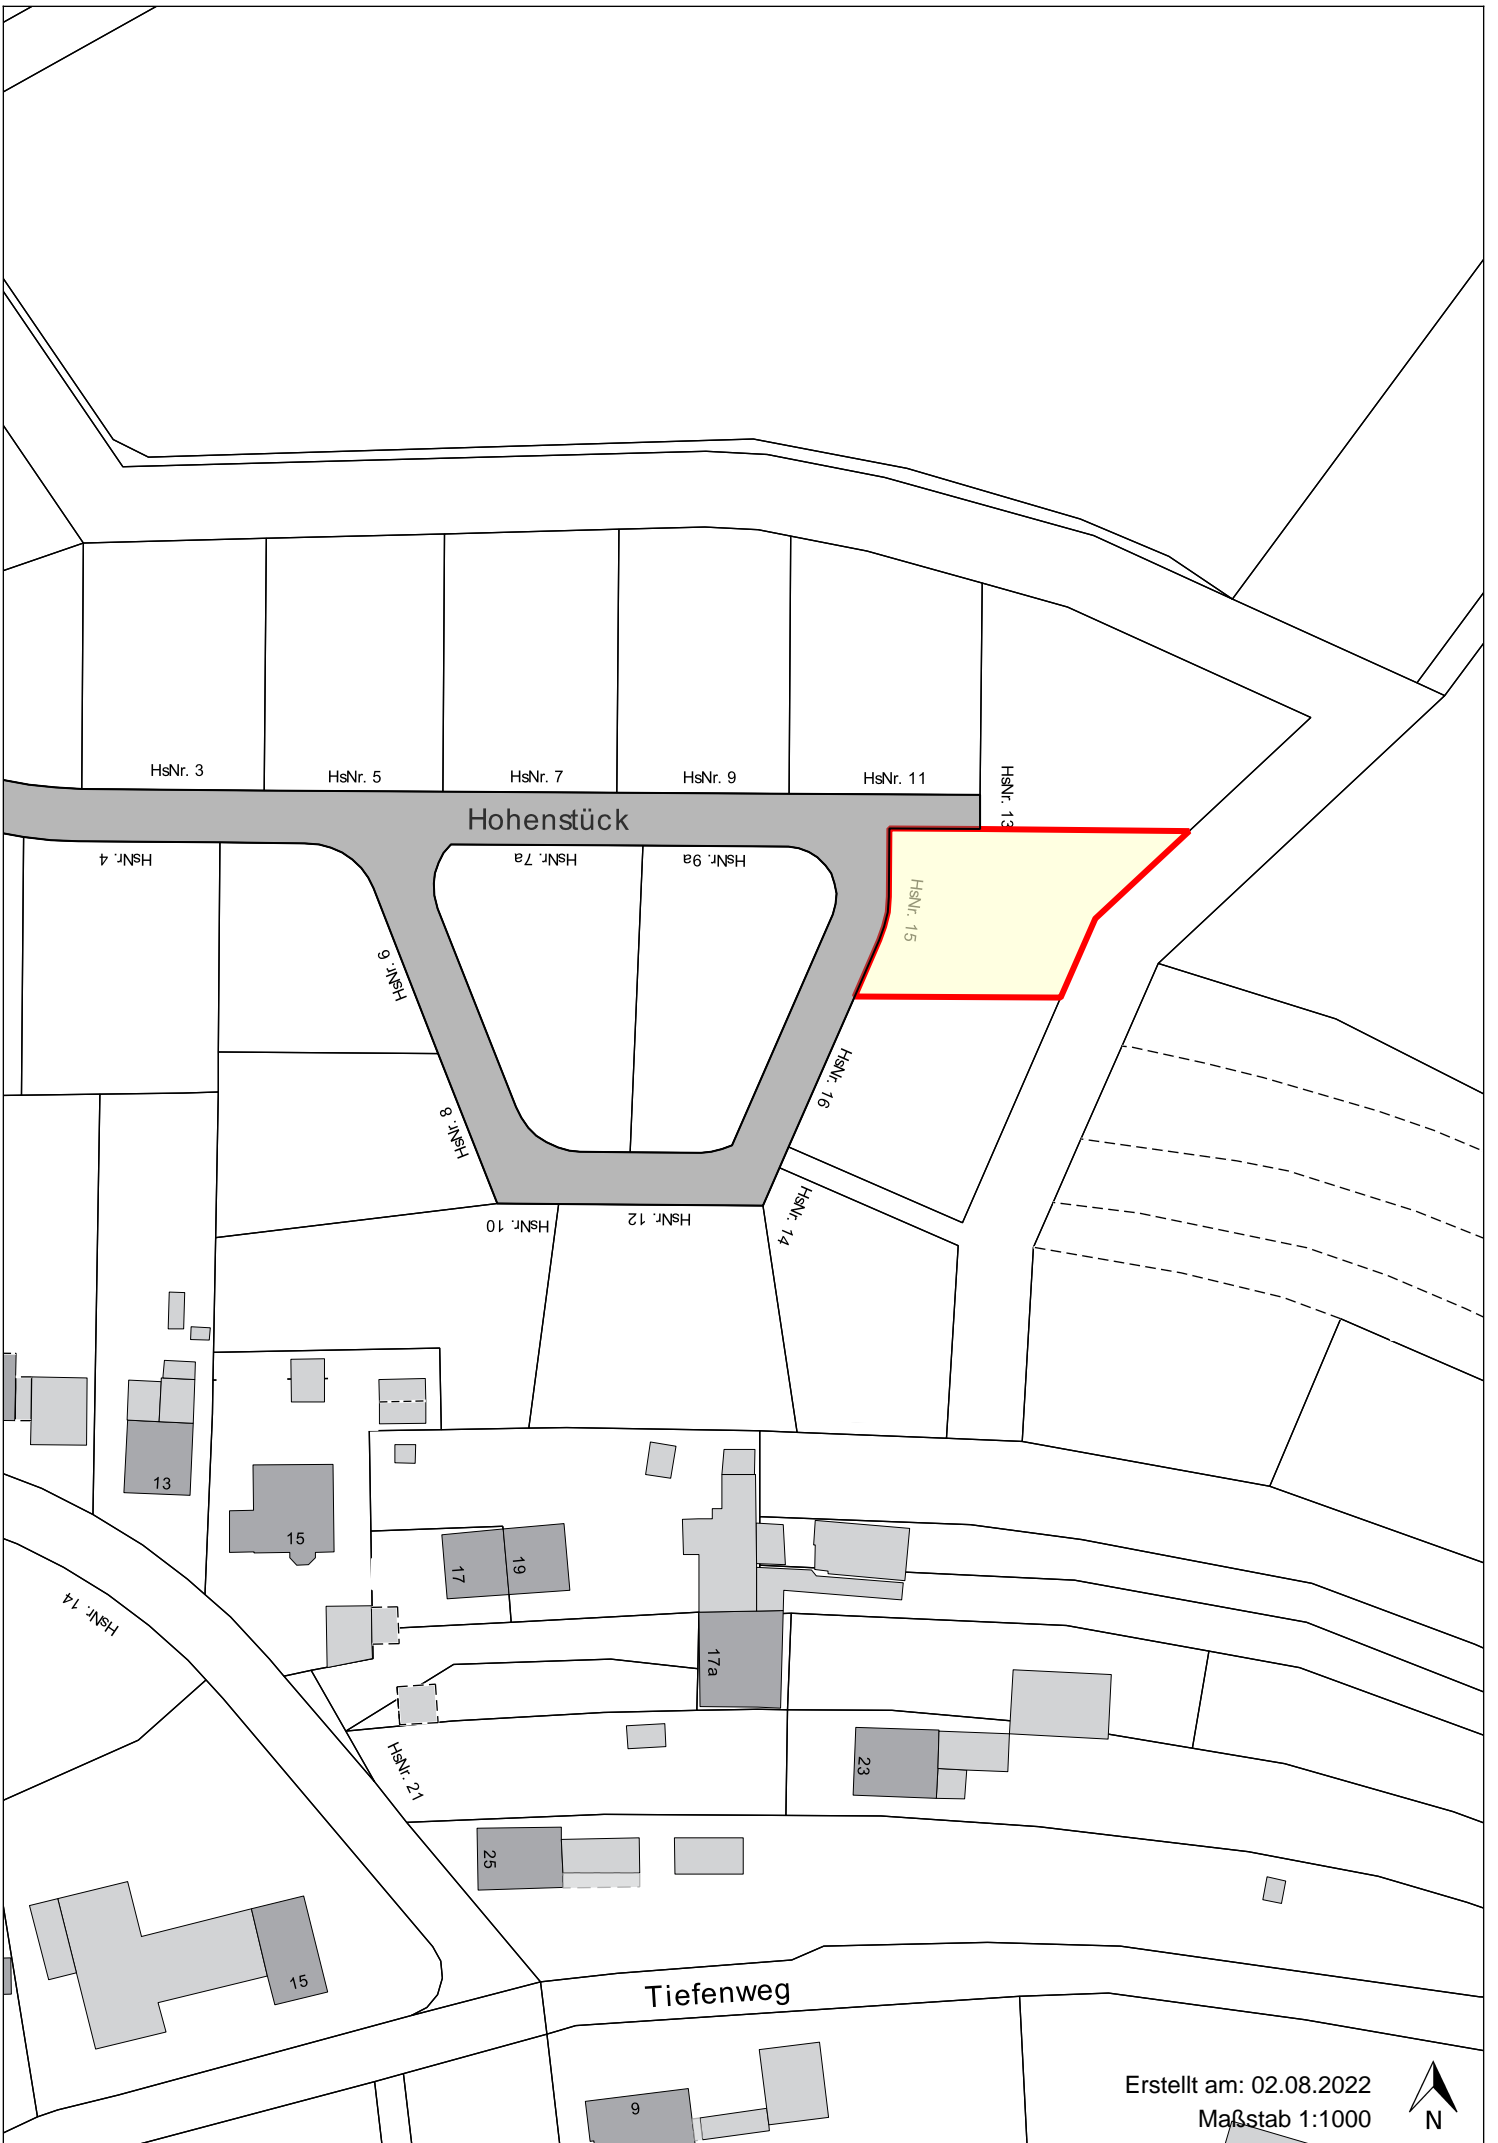 HsNr. 3
HsNr. 5
HsNr. 7
HsNr. 9
HsNr. 11
HsNr. 13
Hohenstück
HsNr. 4
HsNr. 7a
HsNr. 9a
HsNr. 15
HsNr. 6
HsNr. 16
HsNr. 8
HsNr. 10
HsNr. 12
HsNr. 14
13
15
17
19
HsNr. 14
17a
23
HsNr. 21
25
15
Tiefenweg
9
Erstellt am: 02.08.2022
Maßstab 1:1000
N